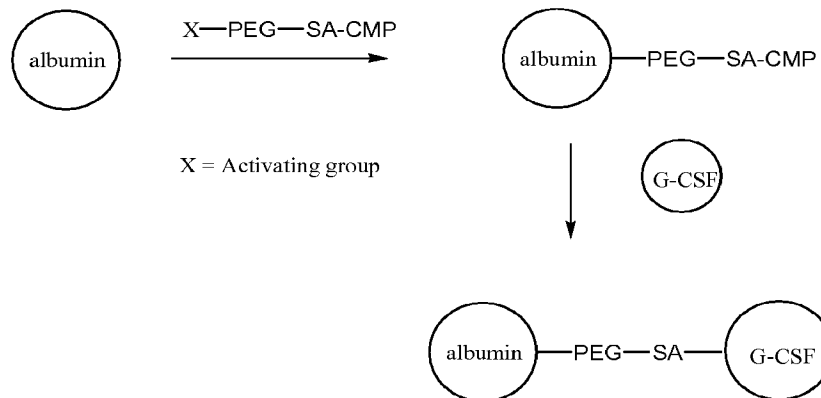 X—PEG—SA-CMP
albumin
albumin—PEG—SA-CMP
X = Activating group
G-CSF
albumin—PEG—SA—G-CSF